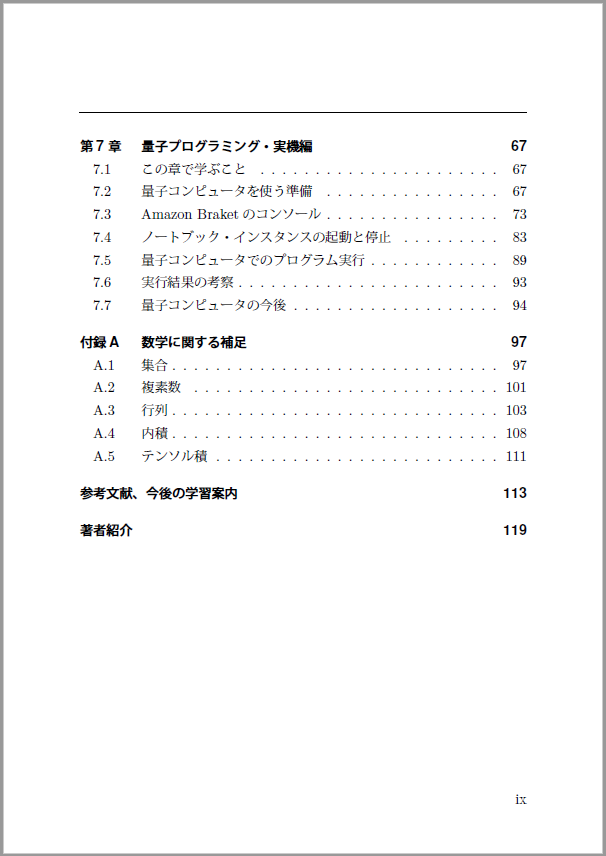 第7章 量子プログラミング・実機編 67
7.1 この章で学ぶこと . . . . . . . . . . . . . . . . . . . . . . 67
7.2 量子コンピュータを使う準備 . . . . . . . . . . . . . . . . 67
7.3 Amazon Braket のコンソール . . . . . . . . . . . . . . . . 73
7.4 ノートブック・インスタンスの起動と停止 . . . . . . . . . 83
7.5 量子コンピュータでのプログラム実行 . . . . . . . . . . . . 89
7.6 実行結果の考察 . . . . . . . . . . . . . . . . . . . . . . . . 93
7.7 量子コンピュータの今後 . . . . . . . . . . . . . . . . . . . 94
付録 A 数学に関する補足 97
A.1 集合 . . . . . . . . . . . . . . . . . . . . . . . . . . . . . . 97
A.2 複素数 . . . . . . . . . . . . . . . . . . . . . . . . . . . . 101
A.3 行列 . . . . . . . . . . . . . . . . . . . . . . . . . . . . . . 103
A.4 内積 . . . . . . . . . . . . . . . . . . . . . . . . . . . . . . 108
A.5 テンソル積 . . . . . . . . . . . . . . . . . . . . . . . . . . 111
参考文献、今後の学習案内 113
著者紹介 119
ix